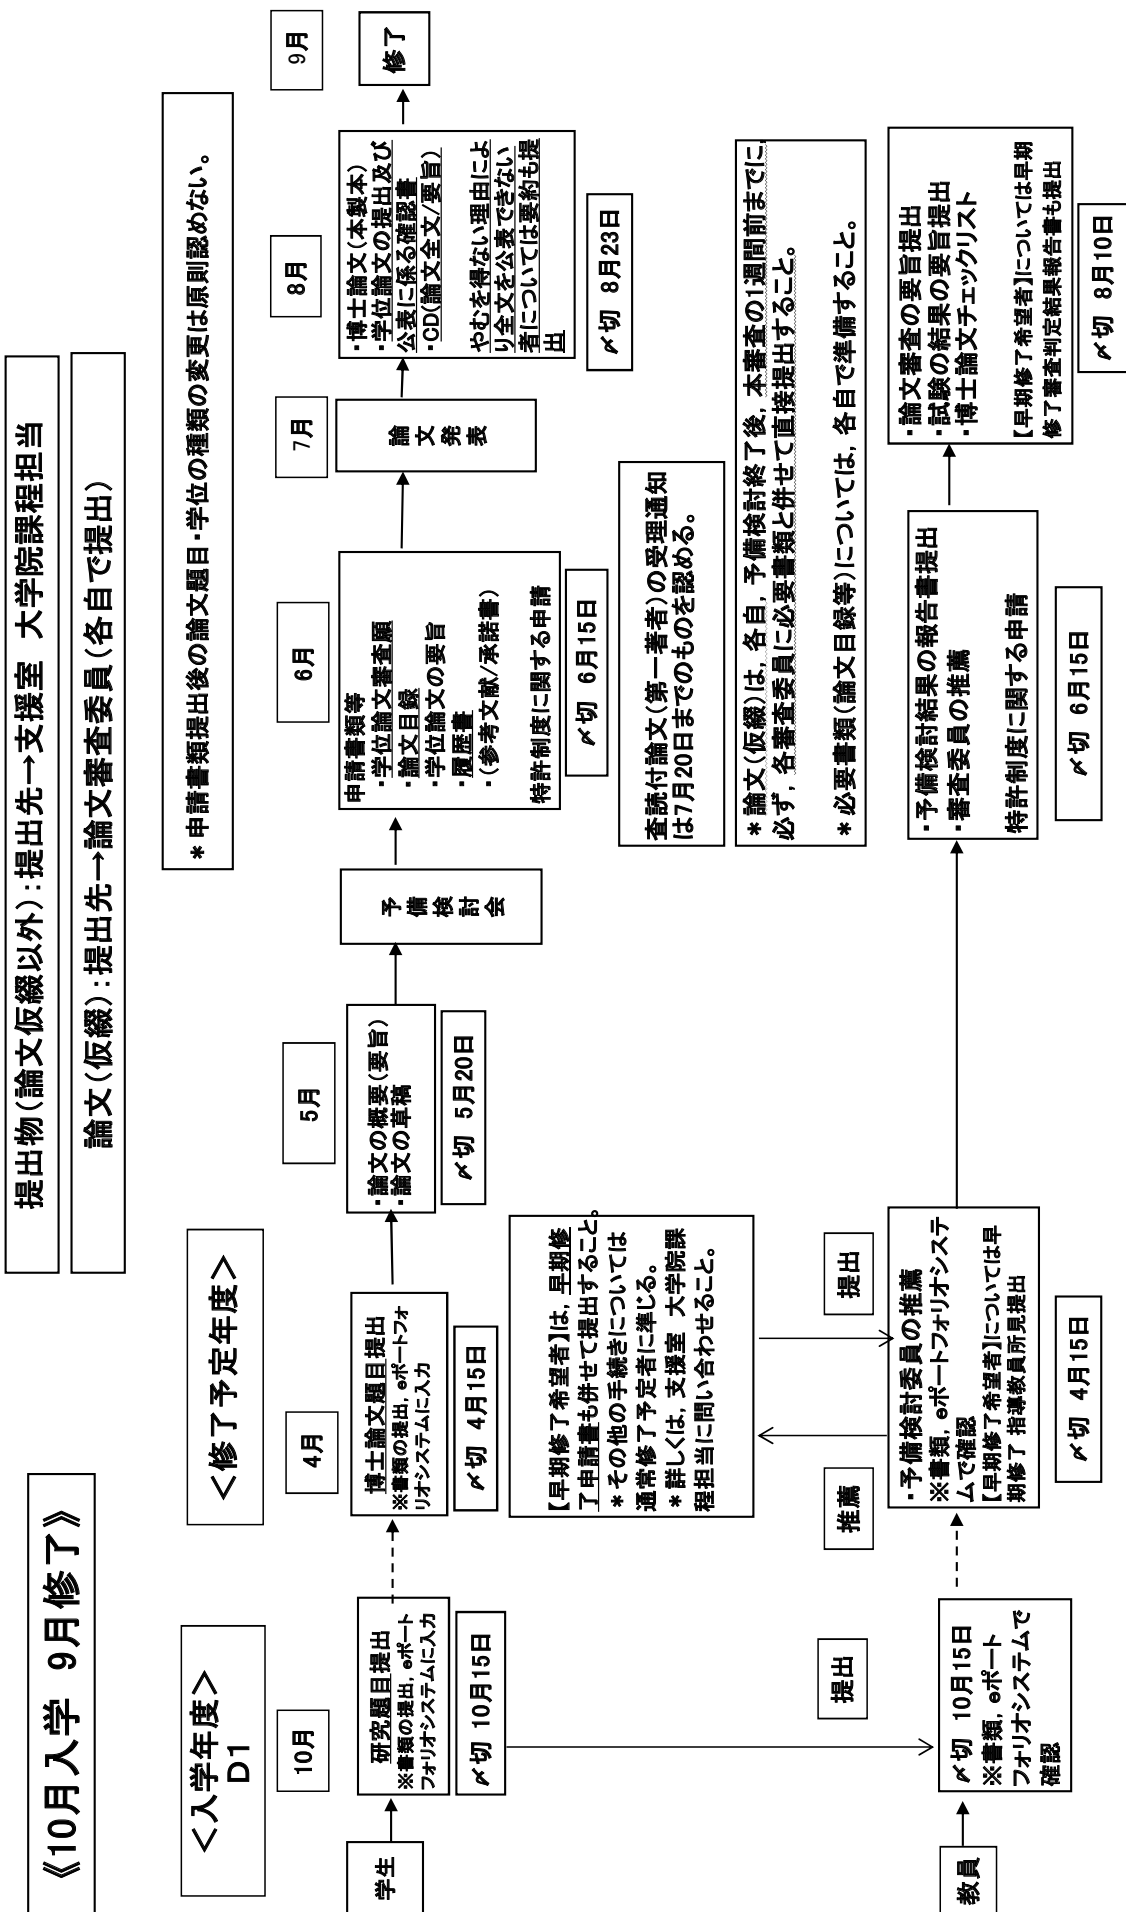 《10月入学 9月修了》
提出物(論文仮綴以外):提出先→支援室 大学院課程担当
論文(仮綴):提出先→論文審査委員(各自で提出)
＜入学年度＞
D1
＜修了予定年度＞
＊申請書類提出後の論文題目・学位の種類の変更は原則認めない。
10月
4月
5月
6月
7月
8月
9月
学生
研究題目提出
※書類の提出,eポート
フォリオシステムに入力
〆切 10月15日
博士論文題目提出
※書類の提出,eポートフォ
リオシステムに入力
〆切 4月15日
・論文の概要(要旨)
・論文の草稿
〆切 5月20日
予備検討会
申請書類等
・学位論文審査願
・論文目録
・学位論文の要旨
・履歴書
・(参考文献/承諾書)
特許制度に関する申請
〆切 6月15日
論文発表
・博士論文(本製本)
・学位論文の提出及び
公表に係る確認書
・CD(論文全文/要旨)
やむを得ない理由によ
り全文を公表できない
者については要約も提
出
〆切 8月23日
修了
【早期修了希望者】は,早期修
了申請書も併せて提出すること。
＊その他の手続きについては
通常修了予定者に準じる。
＊詳しくは,支援室 大学院課
程担当に問い合わせること。
査読付論文(第一著者)の受理通知
は7月20日までのものを認める。
＊論文(仮綴)は,各自,予備検討終了後,本審査の1週間前までに,
必ず,各審査委員に必要書類と併せて直接提出すること。
＊必要書類(論文目録等)については,各自で準備すること。
提出
推薦
提出
教員
〆切 10月15日
※書類,eポート
フォリオシステムで
確認
・予備検討委員の推薦
※書類,eポートフォリオシステ
ムで確認
【早期修了希望者】については早
期修了 指導教員所見提出
〆切 4月15日
・予備検討結果の報告書提出
・審査委員の推薦
特許制度に関する申請
〆切 6月15日
・論文審査の要旨提出
・試験の結果の要旨提出
・博士論文チェックリスト
【早期修了希望者】については早期
修了審査判定結果報告書も提出
〆切 8月10日